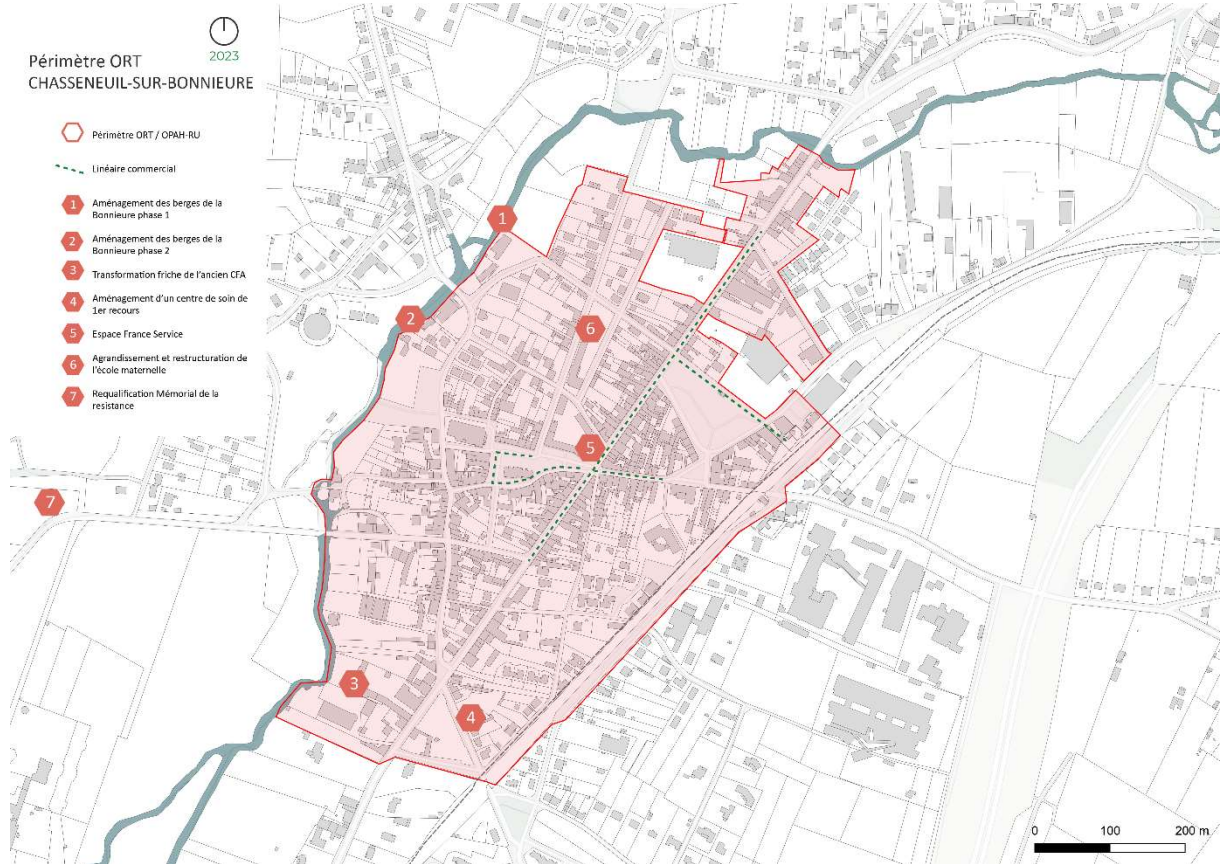 2023
Périmètre ORT
CHASSENEUIL-SUR-BONNIEURE
Périmètre ORT / OPAH-RU
Linéaire commercial
1 Aménagement des berges de la
Bonnieure phase 1
2 Aménagement des berges de la
Bonnieure phase 2
3 Transformation friche de l'ancien CFA
4 Aménagement d'un centre de soin de
1er recours
5 Espace France Service
6 Agrandissement et restructuration de
l'école maternelle
7 Requalification Mémorial de la
resistance
1
2
6
5
7
3
4
0 100 200 m